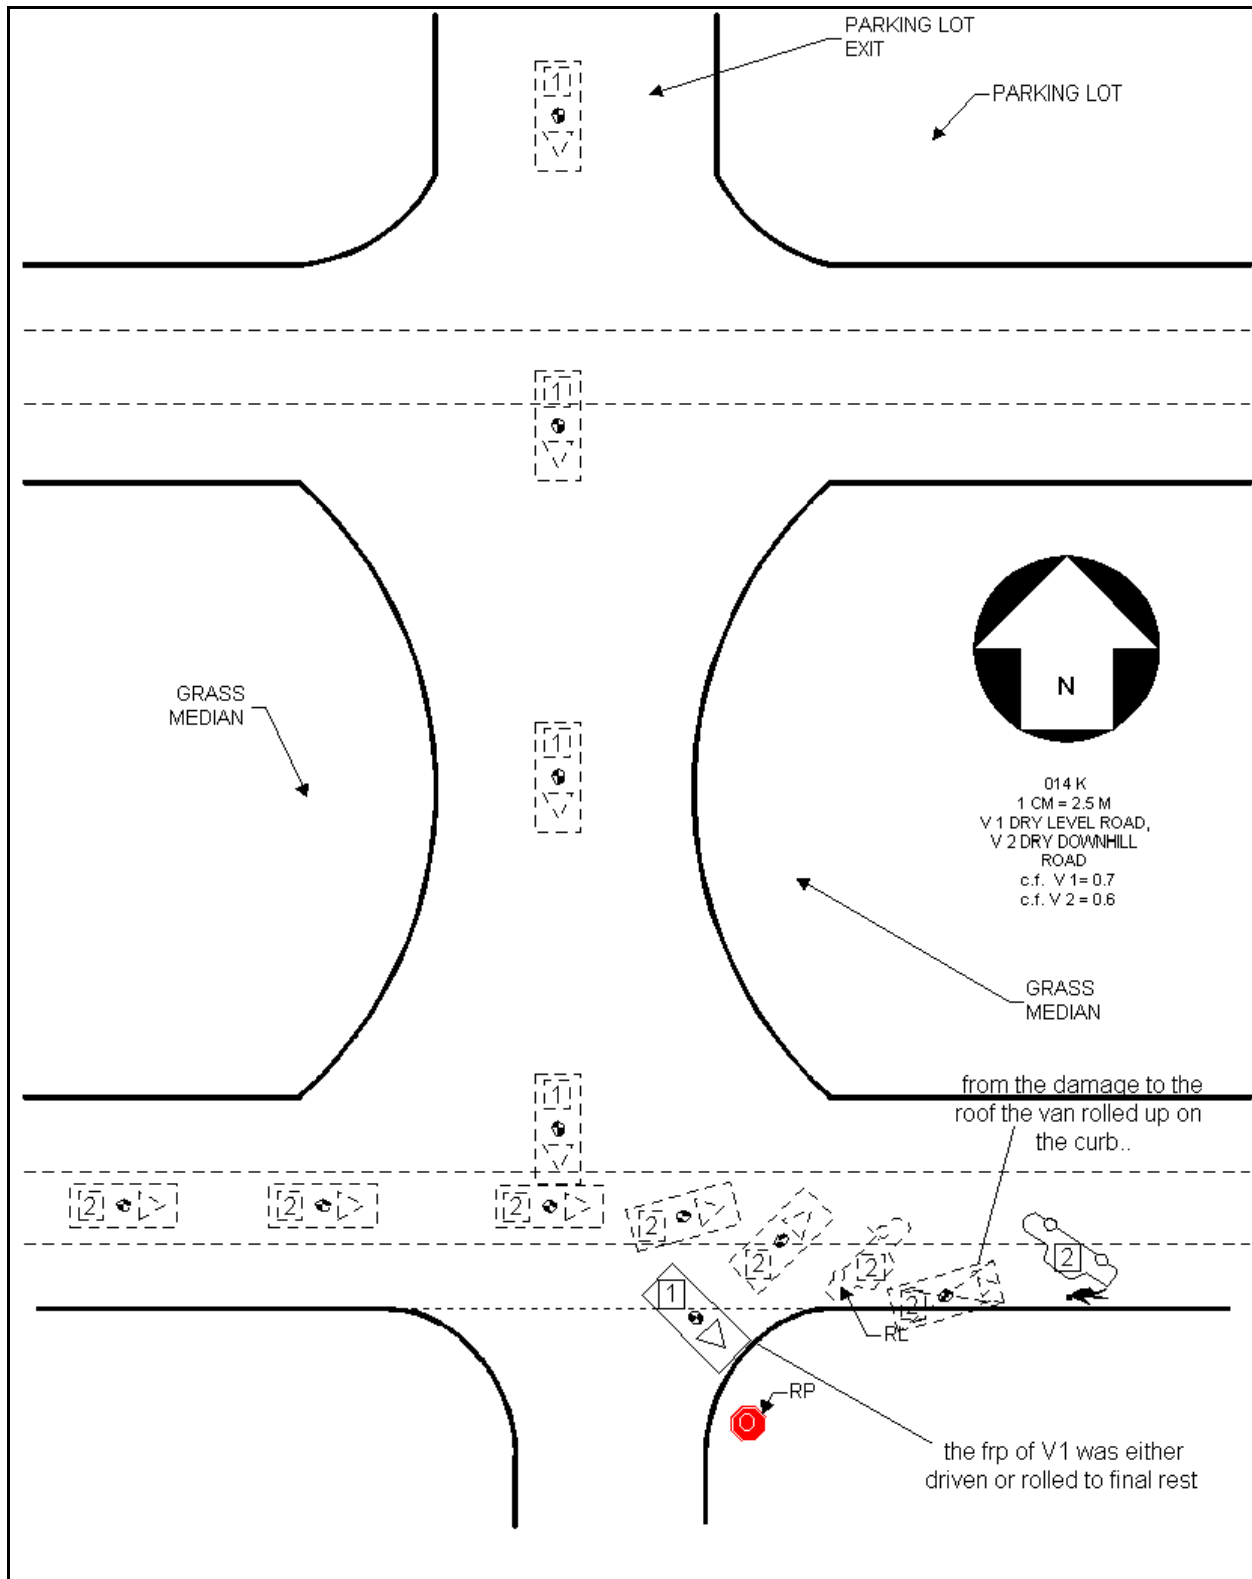 PARKING LOT
EXIT
PARKING LOT
1
1
GRASS
MEDIAN
1
N
014 K
1 CM = 2.5 M
V 1 DRY LEVEL ROAD,
V 2 DRY DOWNHILL
ROAD
c.f. V 1= 0.7
c.f. V 2 = 0.6
GRASS
MEDIAN
from the damage to the
roof the van rolled up on
the curb..
1
2
2
2
2
2
2
2
2
1
RL
RP
the frp of V1 was either
driven or rolled to final rest